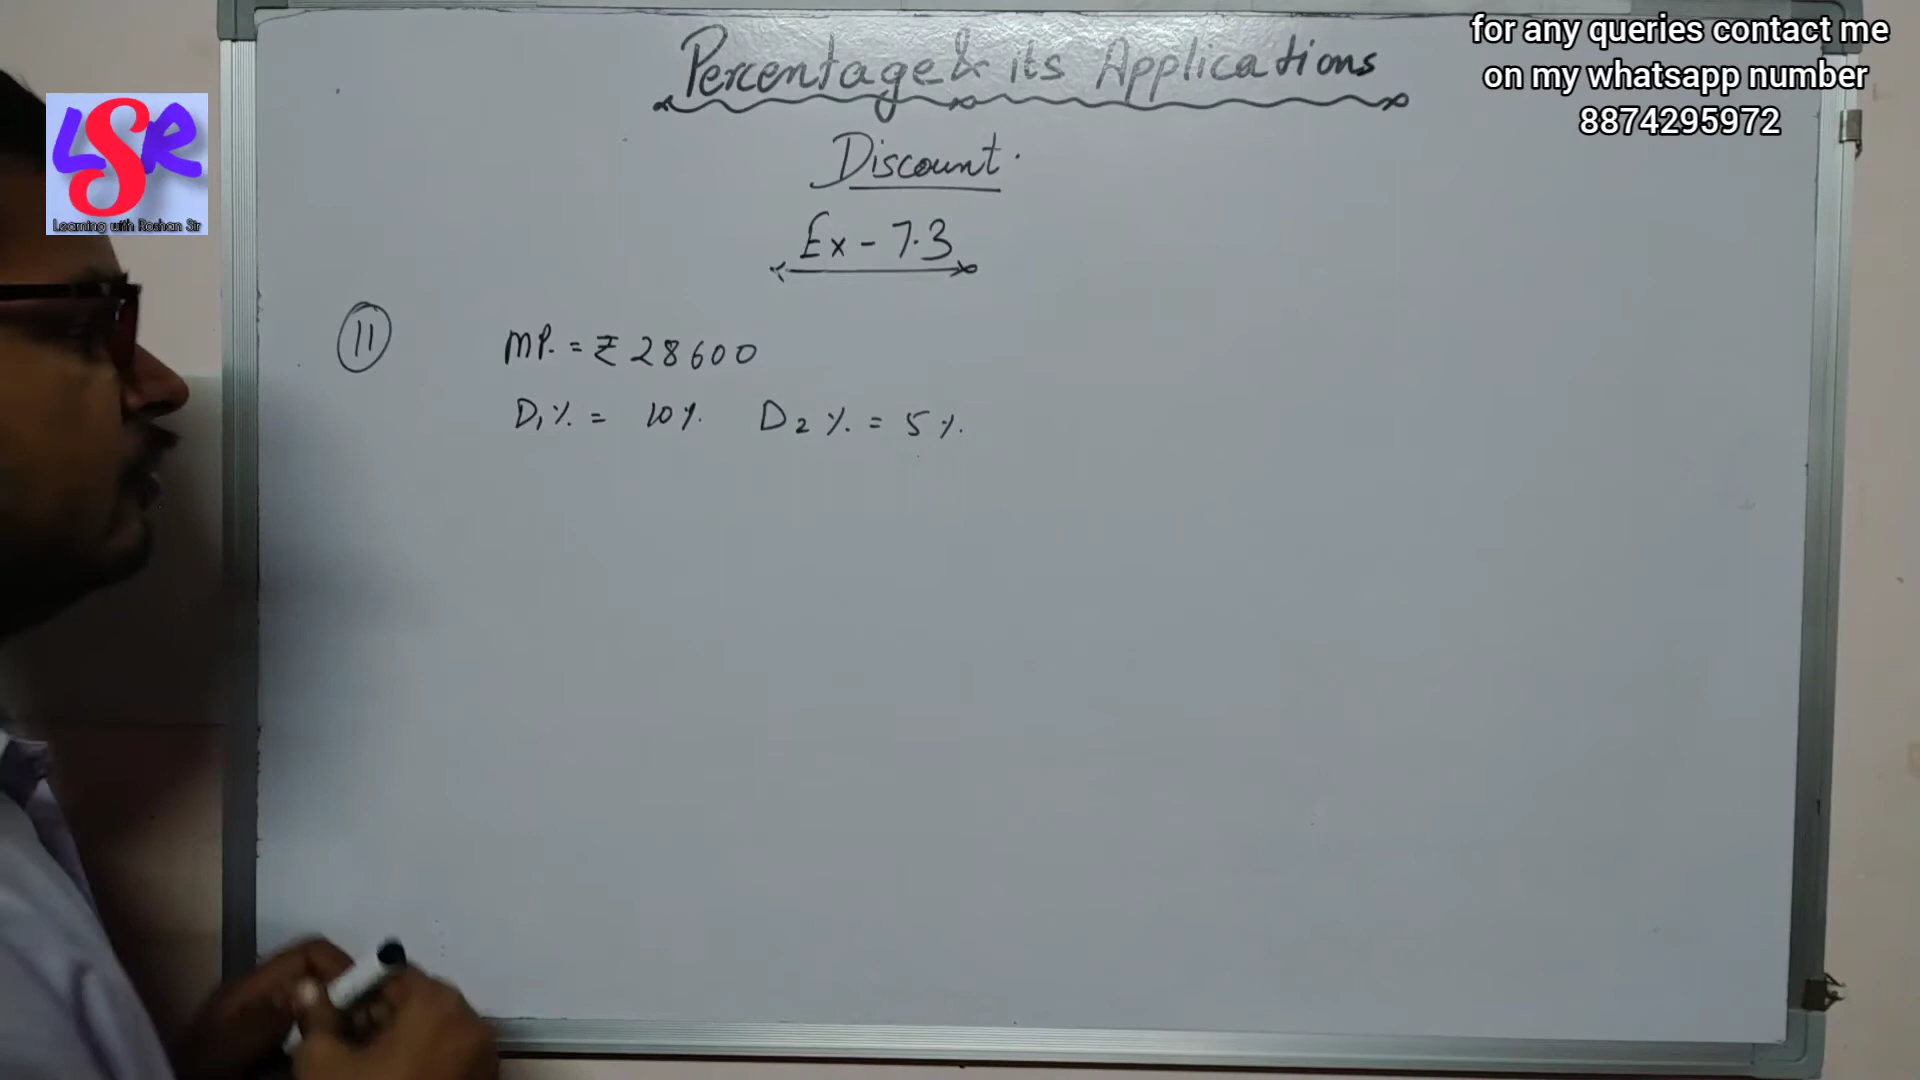 Percentage & its Applications
for any queries contact me
on my whatsapp number
8874295972
LSR
Learning with Roshan Sir
Discount.
Ex - 7.3
11
MP. = ₹ 28600
D₁% = 10% D₂% = 5%